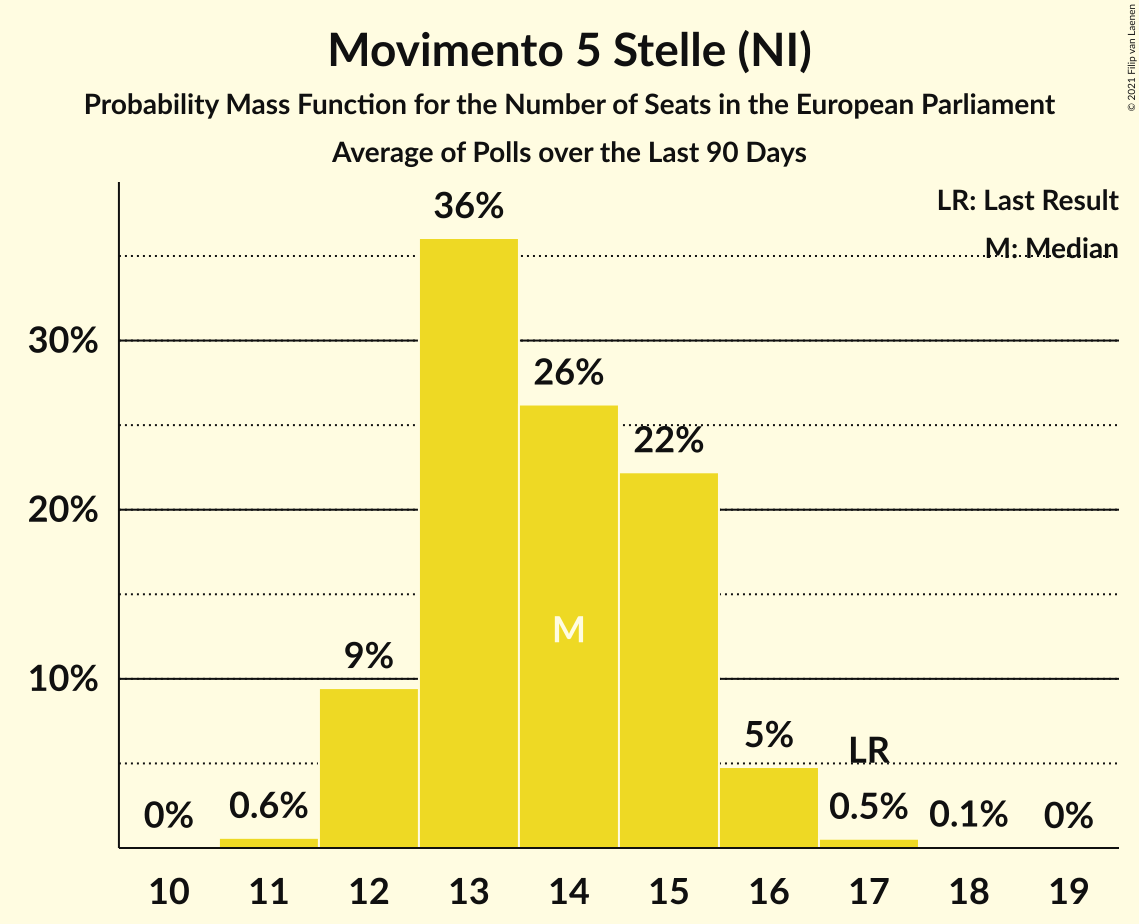 Movimento 5 Stelle (NI)
Probability Mass Function for the Number of Seats in the European Parliament
Average of Polls over the Last 90 Days
© 2021 Filip van Laenen
LR: Last Result
M: Median
36%
30%
26%
22%
20%
M
9%
10%
5%
LR
0%
0.6%
0.5%
0.1%
0%
10 11 12 13 14 15 16 17 18 19